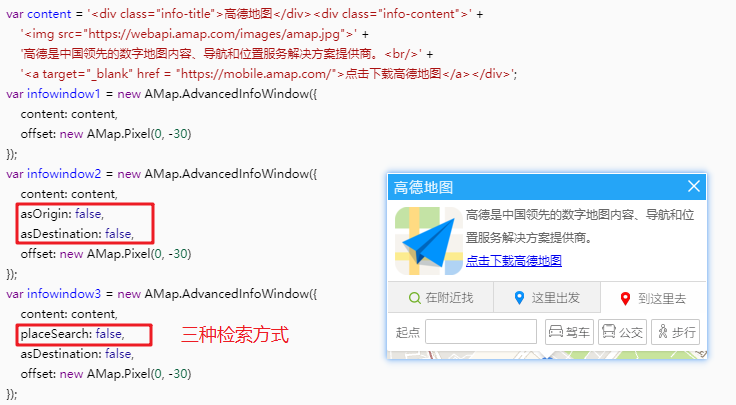 var content = '<div class="info-title">高德地图</div><div class="info-content">' +
'<img src="https://webapi.amap.com/images/amap.jpg">' +
'高德是中国领先的数字地图内容、导航和位置服务解决方案提供商。<br/>' +
'<a target="_blank" href = "https://mobile.amap.com/">点击下载高德地图</a></div>';
var infowindow1 = new AMap.AdvancedInfoWindow({
content: content,
offset: new AMap.Pixel(0, -30)
});
var infowindow2 = new AMap.AdvancedInfoWindow({
content: content,
asOrigin: false,
asDestination: false,
offset: new AMap.Pixel(0, -30)
});
var infowindow3 = new AMap.AdvancedInfoWindow({
content: content,
placeSearch: false,
asDestination: false,
offset: new AMap.Pixel(0, -30)
});
三种检索方式
高德地图
高德是中国领先的数字地图内容、导航和位
置服务解决方案提供商。
点击下载高德地图
在附近找 这里出发 到这里去
起点 驾车 公交 步行